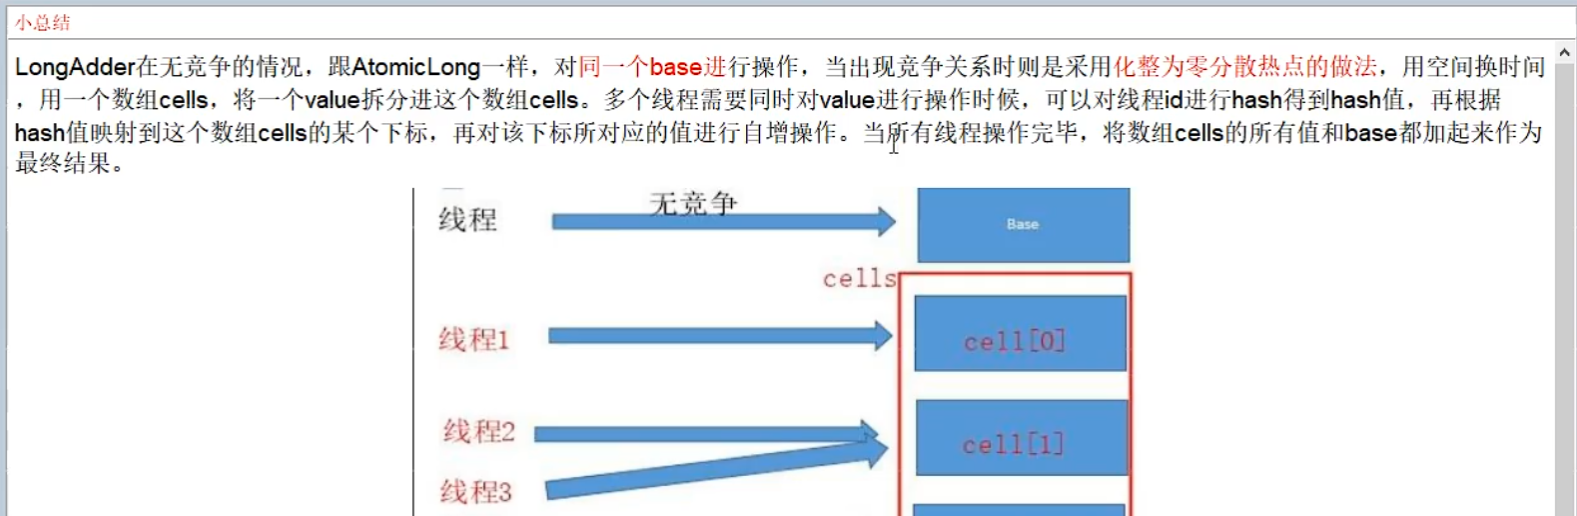 小总结
LongAdder在无竞争的情况，跟AtomicLong一样，对同一个base进行操作，当出现竞争关系时则是采用化整为零分散热点的做法，用空间换时间
，用一个数组cells，将一个value拆分进这个数组cells。多个线程需要同时对value进行操作时候，可以对线程id进行hash得到hash值，再根据
hash值映射到这个数组cells的某个下标，再对该下标所对应的值进行自增操作。当所有线程操作完毕，将数组cells的所有值和base都加起来作为
最终结果。
线程 无竞争 Base
cells
线程1 cell[0]
线程2 cell[1]
线程3